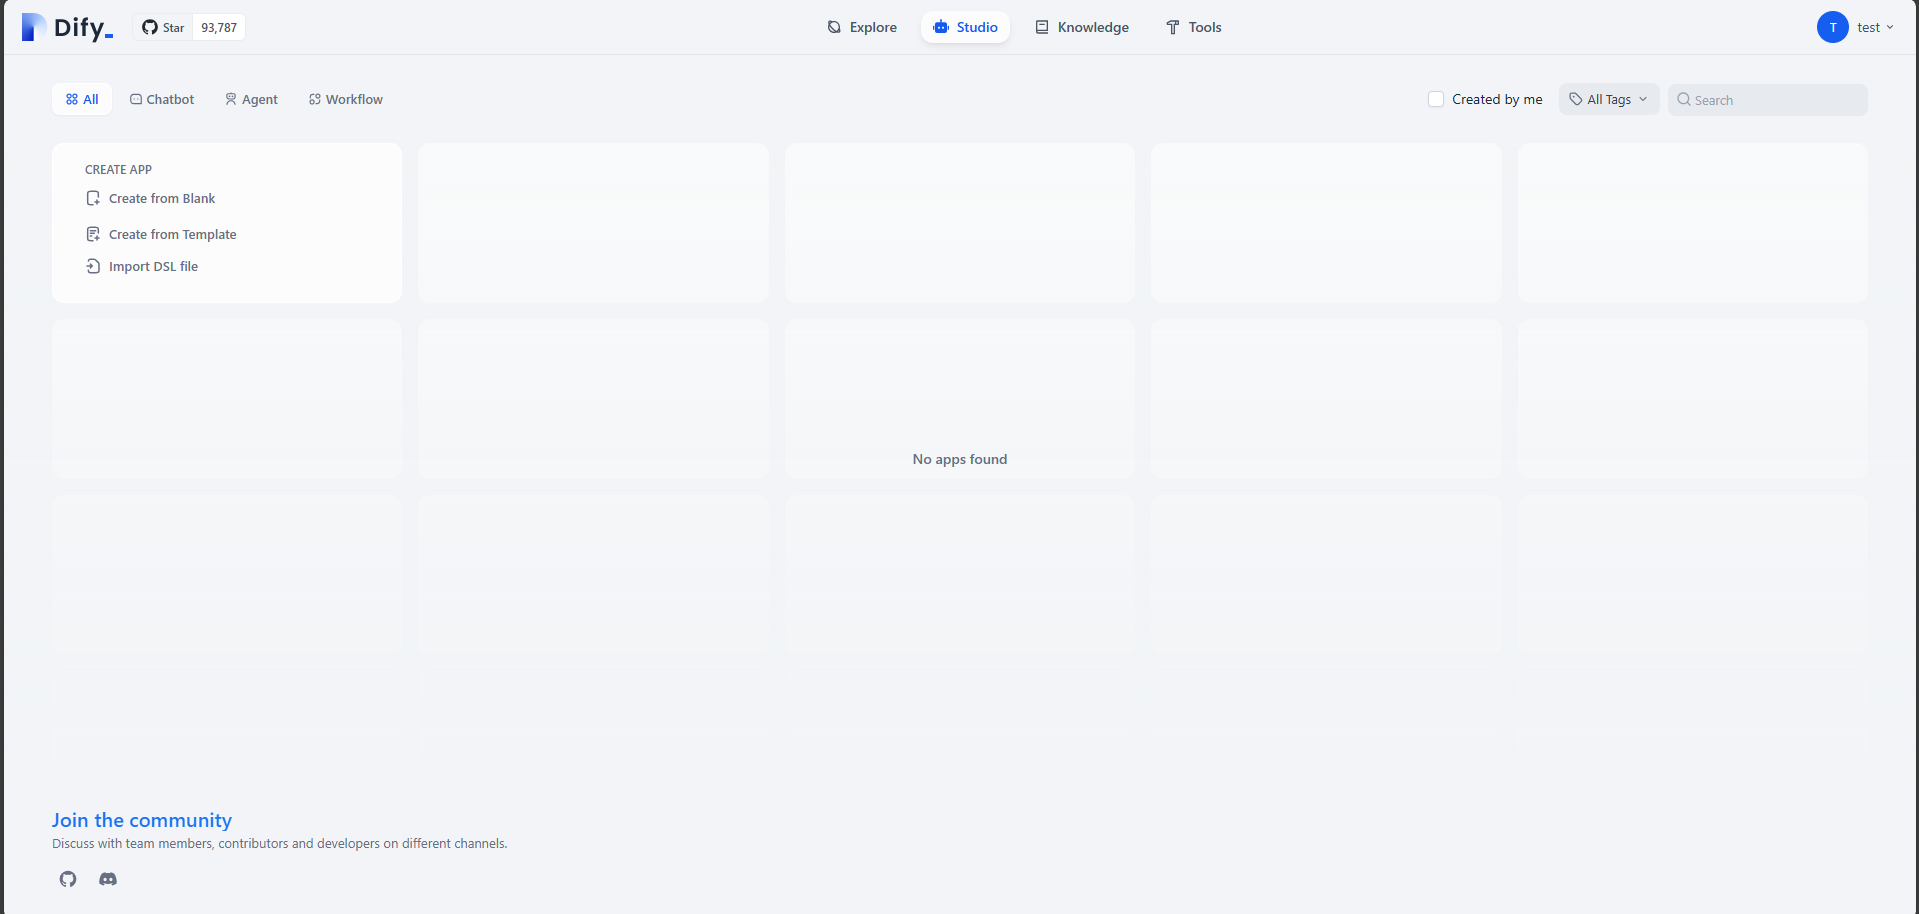 Dify_
Star 93,787
Explore Studio Knowledge Tools
T test
All Chatbot Agent Workflow
Created by me All Tags Search
CREATE APP
Create from Blank
Create from Template
Import DSL file
No apps found
Join the community
Discuss with team members, contributors and developers on different channels.